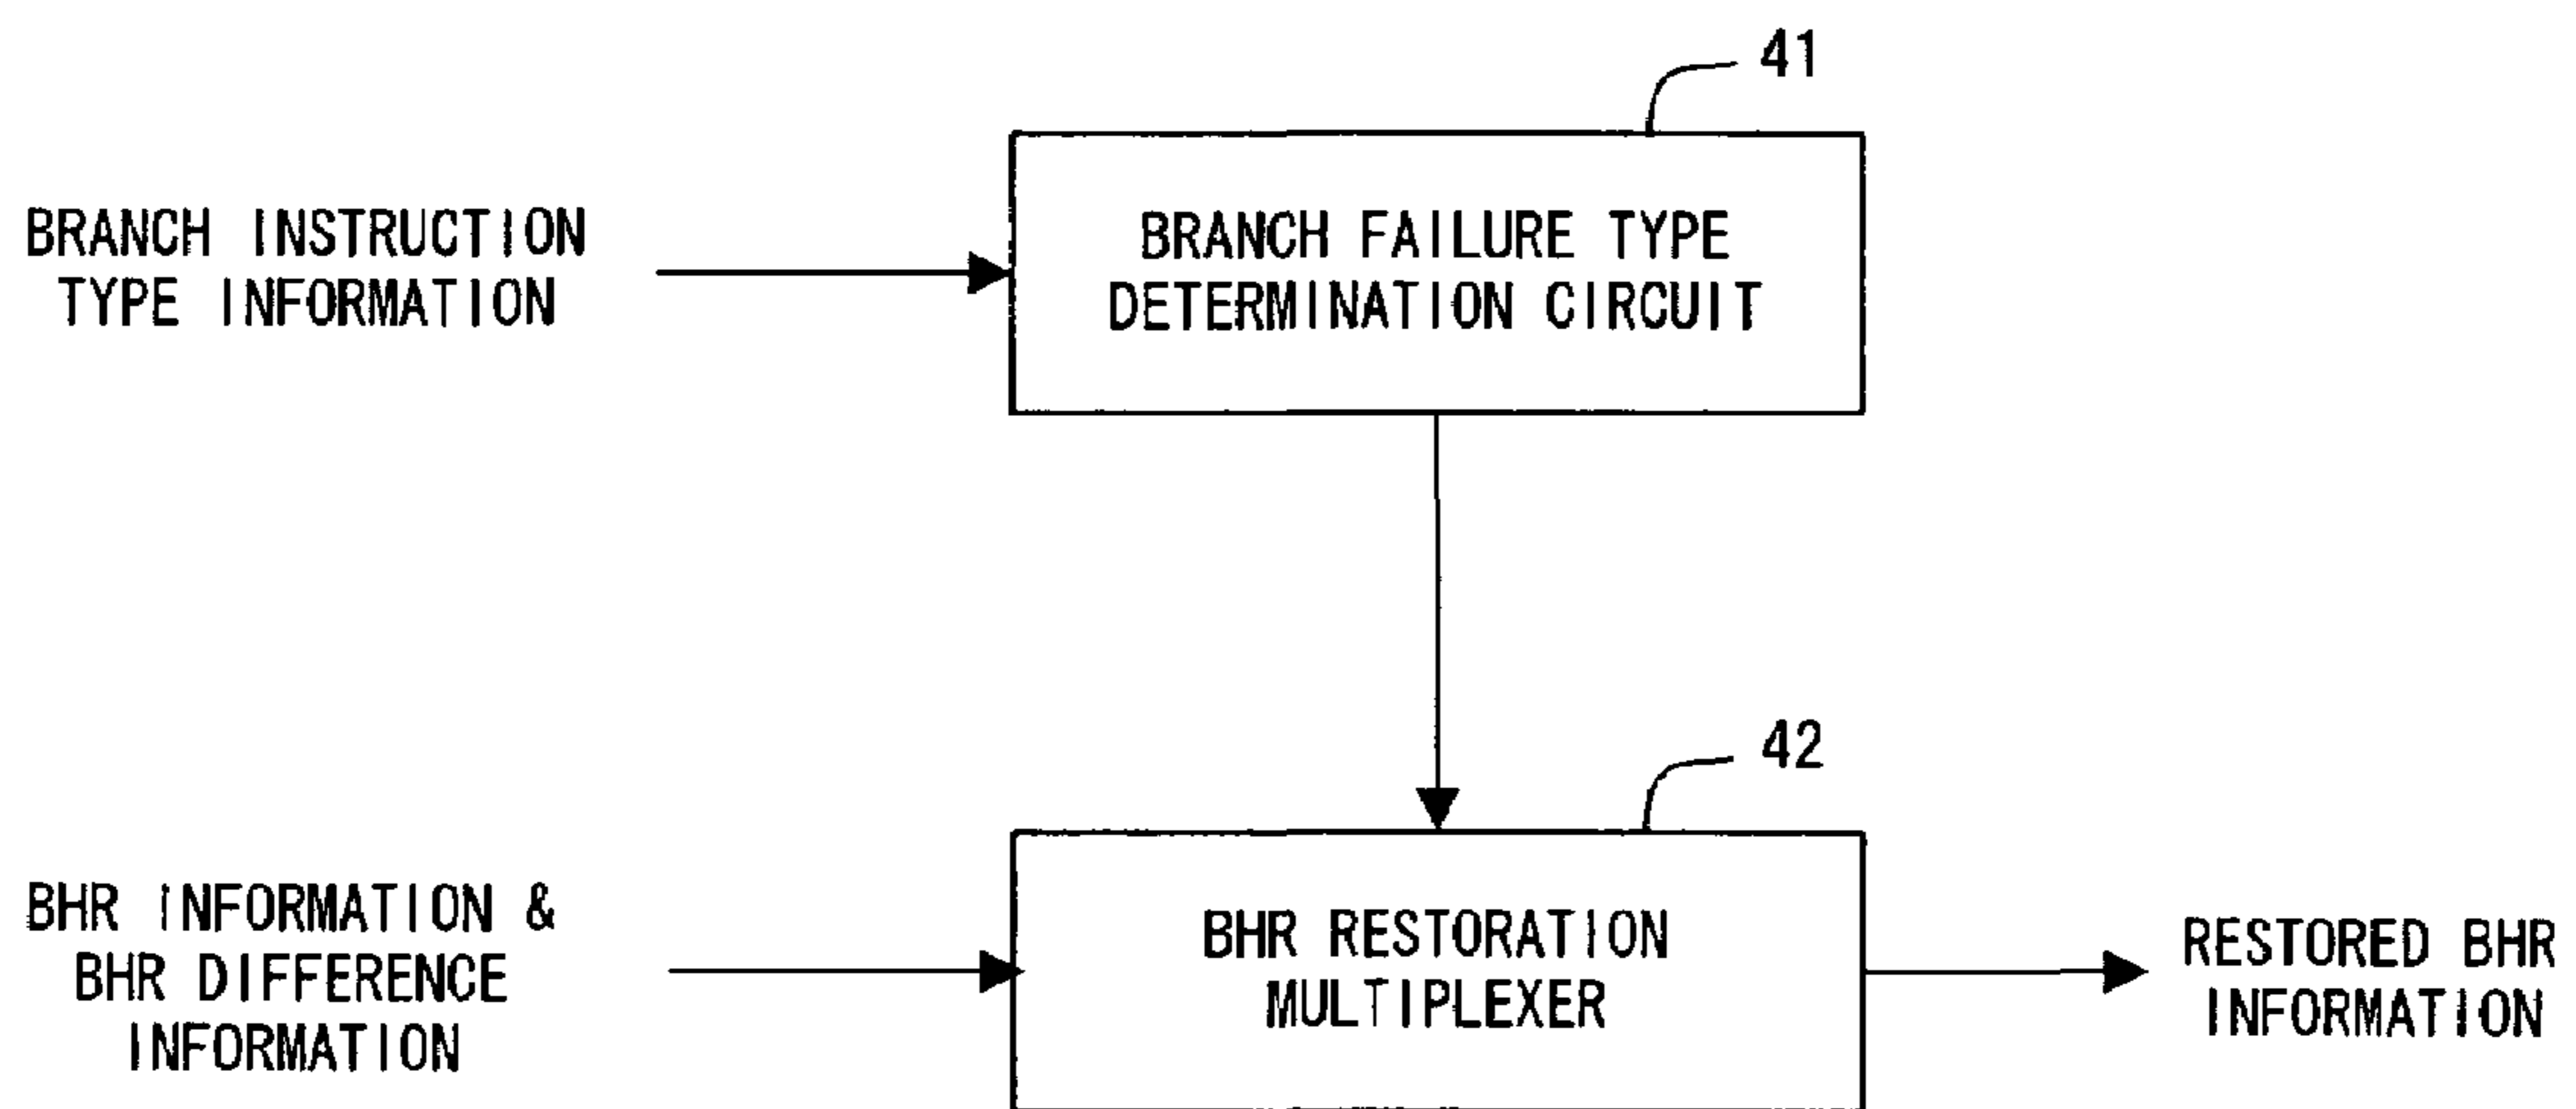 41
BRANCH INSTRUCTION
TYPE INFORMATION
BRANCH FAILURE TYPE
DETERMINATION CIRCUIT
42
BHR INFORMATION &
BHR DIFFERENCE
INFORMATION
BHR RESTORATION
MULTIPLEXER
RESTORED BHR
INFORMATION